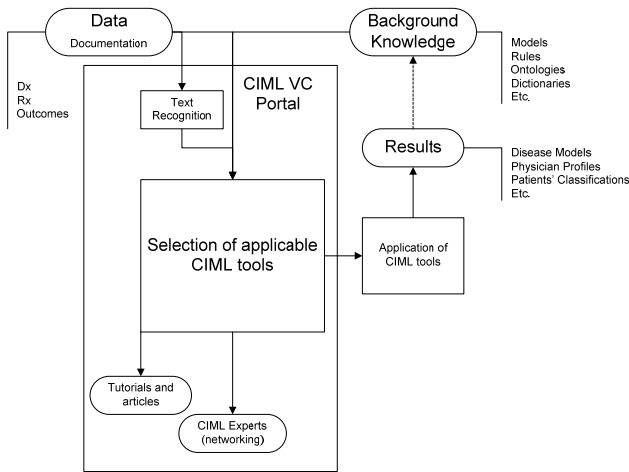 Data
Documentation
Background
Knowledge
Models
Rules
Ontologies
Dictionaries
Etc.
Dx
Rx
Outcomes
CIML VC
Portal
Text
Recognition
Results
Disease Models
Physician Profiles
Patients' Classifications
Etc.
Selection of applicable
CIML tools
Application of
CIML tools
Tutorials and
articles
CIML Experts
(networking)